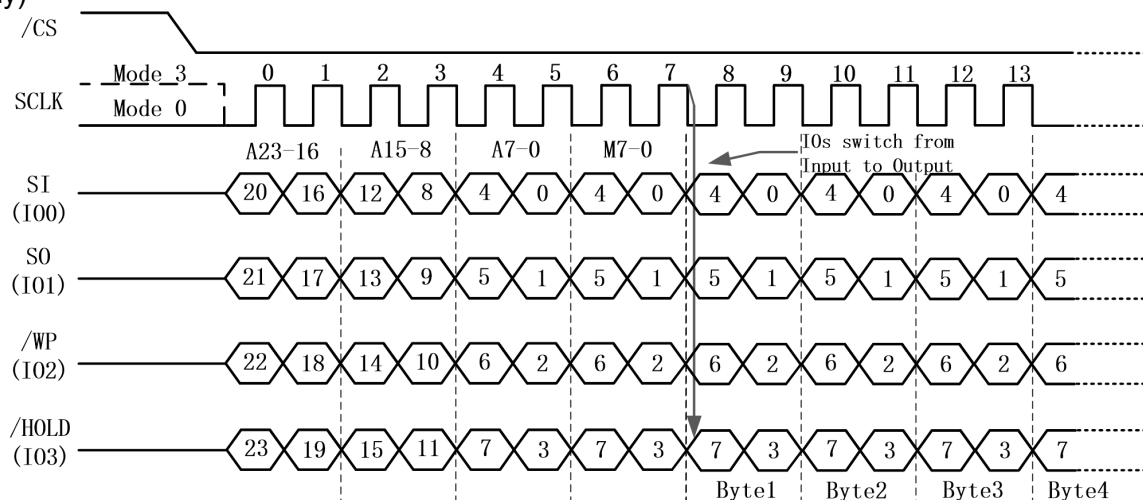 y)
/CS
Mode 3 0 1 2 3 4 5 6 7 8 9 10 11 12 13
SCLK
Mode 0
A23-16 A15-8 A7-0 M7-0 IOs switch from
Input to Output
SI
(IO0)
20 16 12 8 4 0 4 0 4 0 4 0 4 0 4
SO
(IO1)
21 17 13 9 5 1 5 1 5 1 5 1 5 1 5
/WP
(IO2)
22 18 14 10 6 2 6 2 6 2 6 2 6 2 6
/HOLD
(IO3)
23 19 15 11 7 3 7 3 7 3 7 3 7 3 7
Byte1 Byte2 Byte3 Byte4